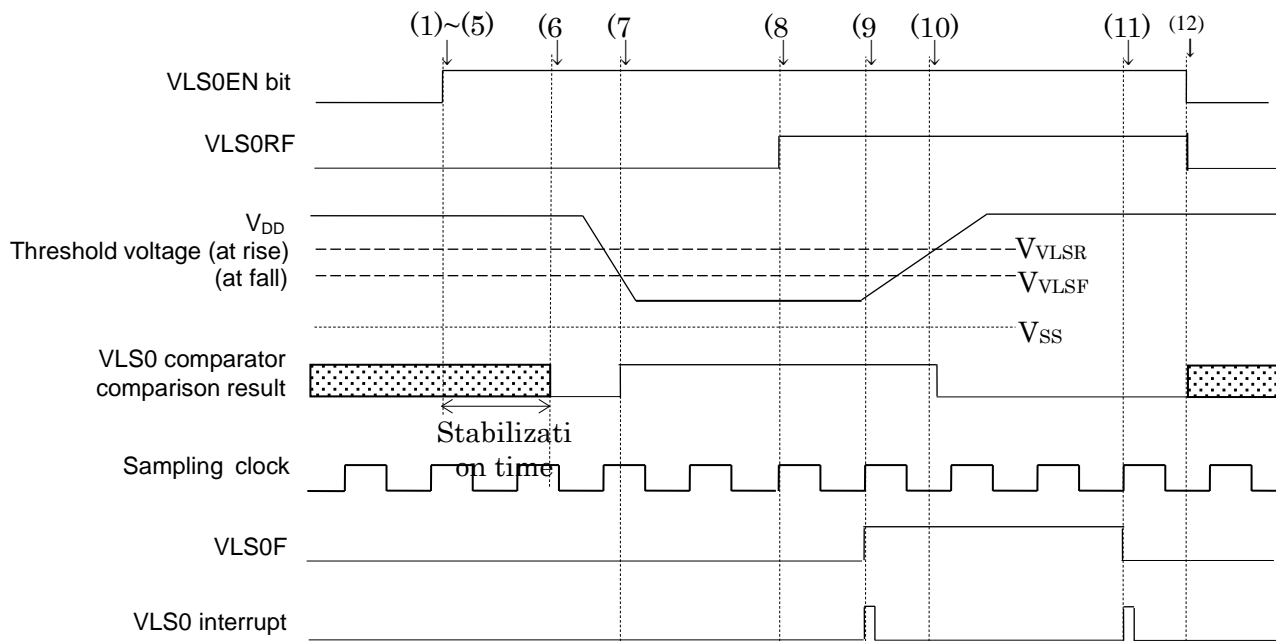 (1)~(5) (6 (7 (8 (9 (10) (11) (12)
VLS0EN bit
VLS0RF
VDD
Threshold voltage (at rise)
VVLSR
(at fall)
VVLSF
VSS
VLS0 comparator
comparison result
Stabilizati
on time
Sampling clock
VLS0F
VLS0 interrupt